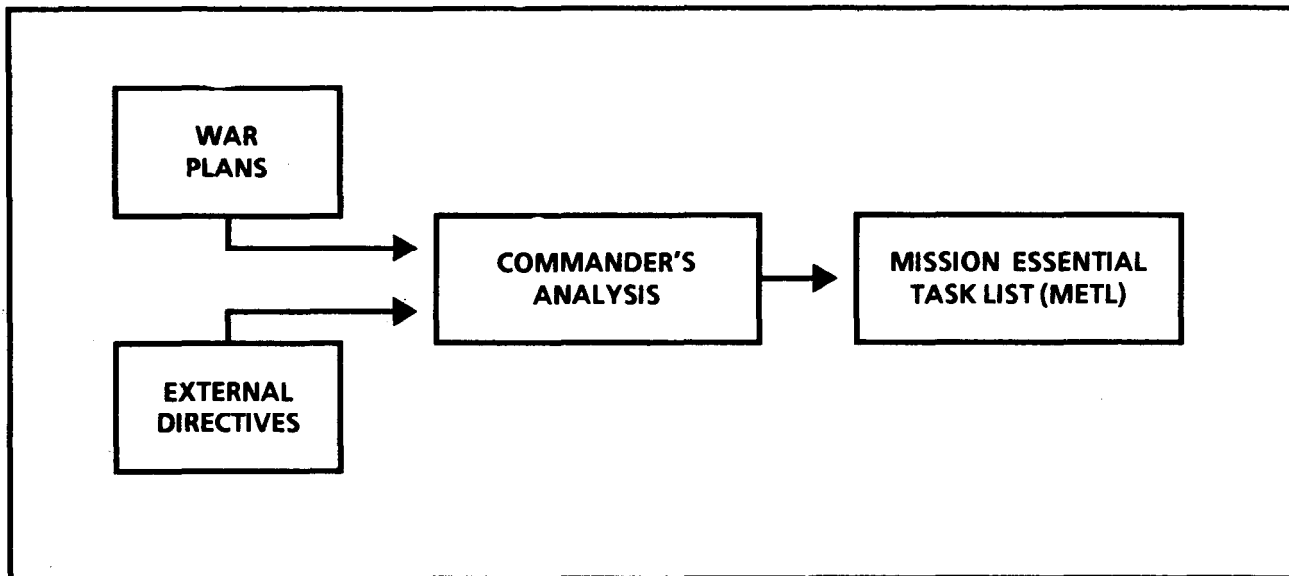 WAR
PLANS
COMMANDER'S
ANALYSIS
MISSION ESSENTIAL
TASK LIST (METL)
EXTERNAL
DIRECTIVES